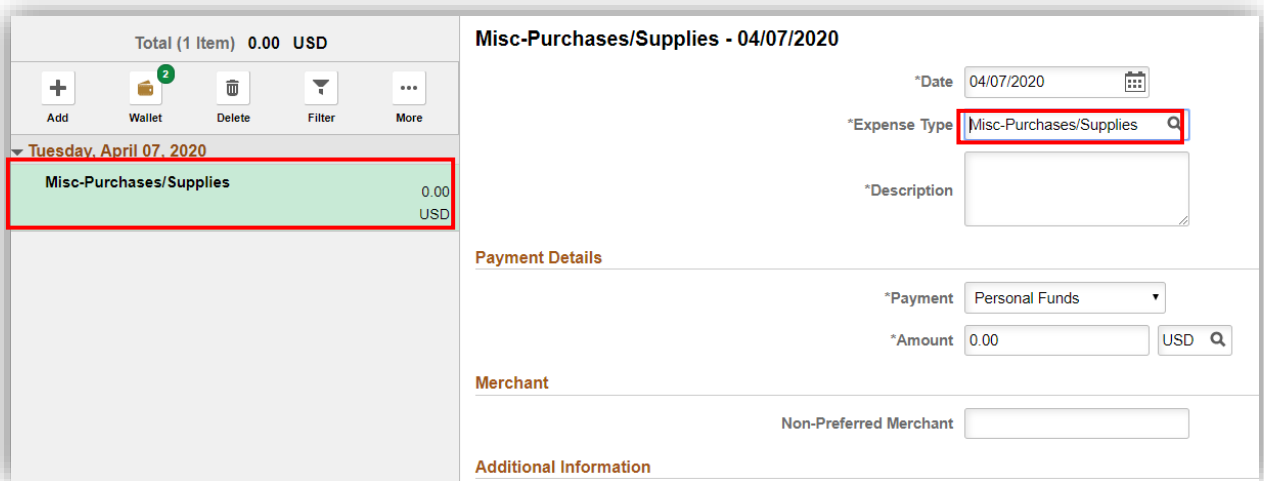 Total (1 Item) 0.00 USD
2
Add Wallet Delete Filter More
Tuesday, April 07, 2020
Misc-Purchases/Supplies
0.00
USD
Misc-Purchases/Supplies - 04/07/2020
*Date 04/07/2020
*Expense Type Misc-Purchases/Supplies
*Description
Payment Details
*Payment Personal Funds
*Amount 0.00 USD
Merchant
Non-Preferred Merchant
Additional Information